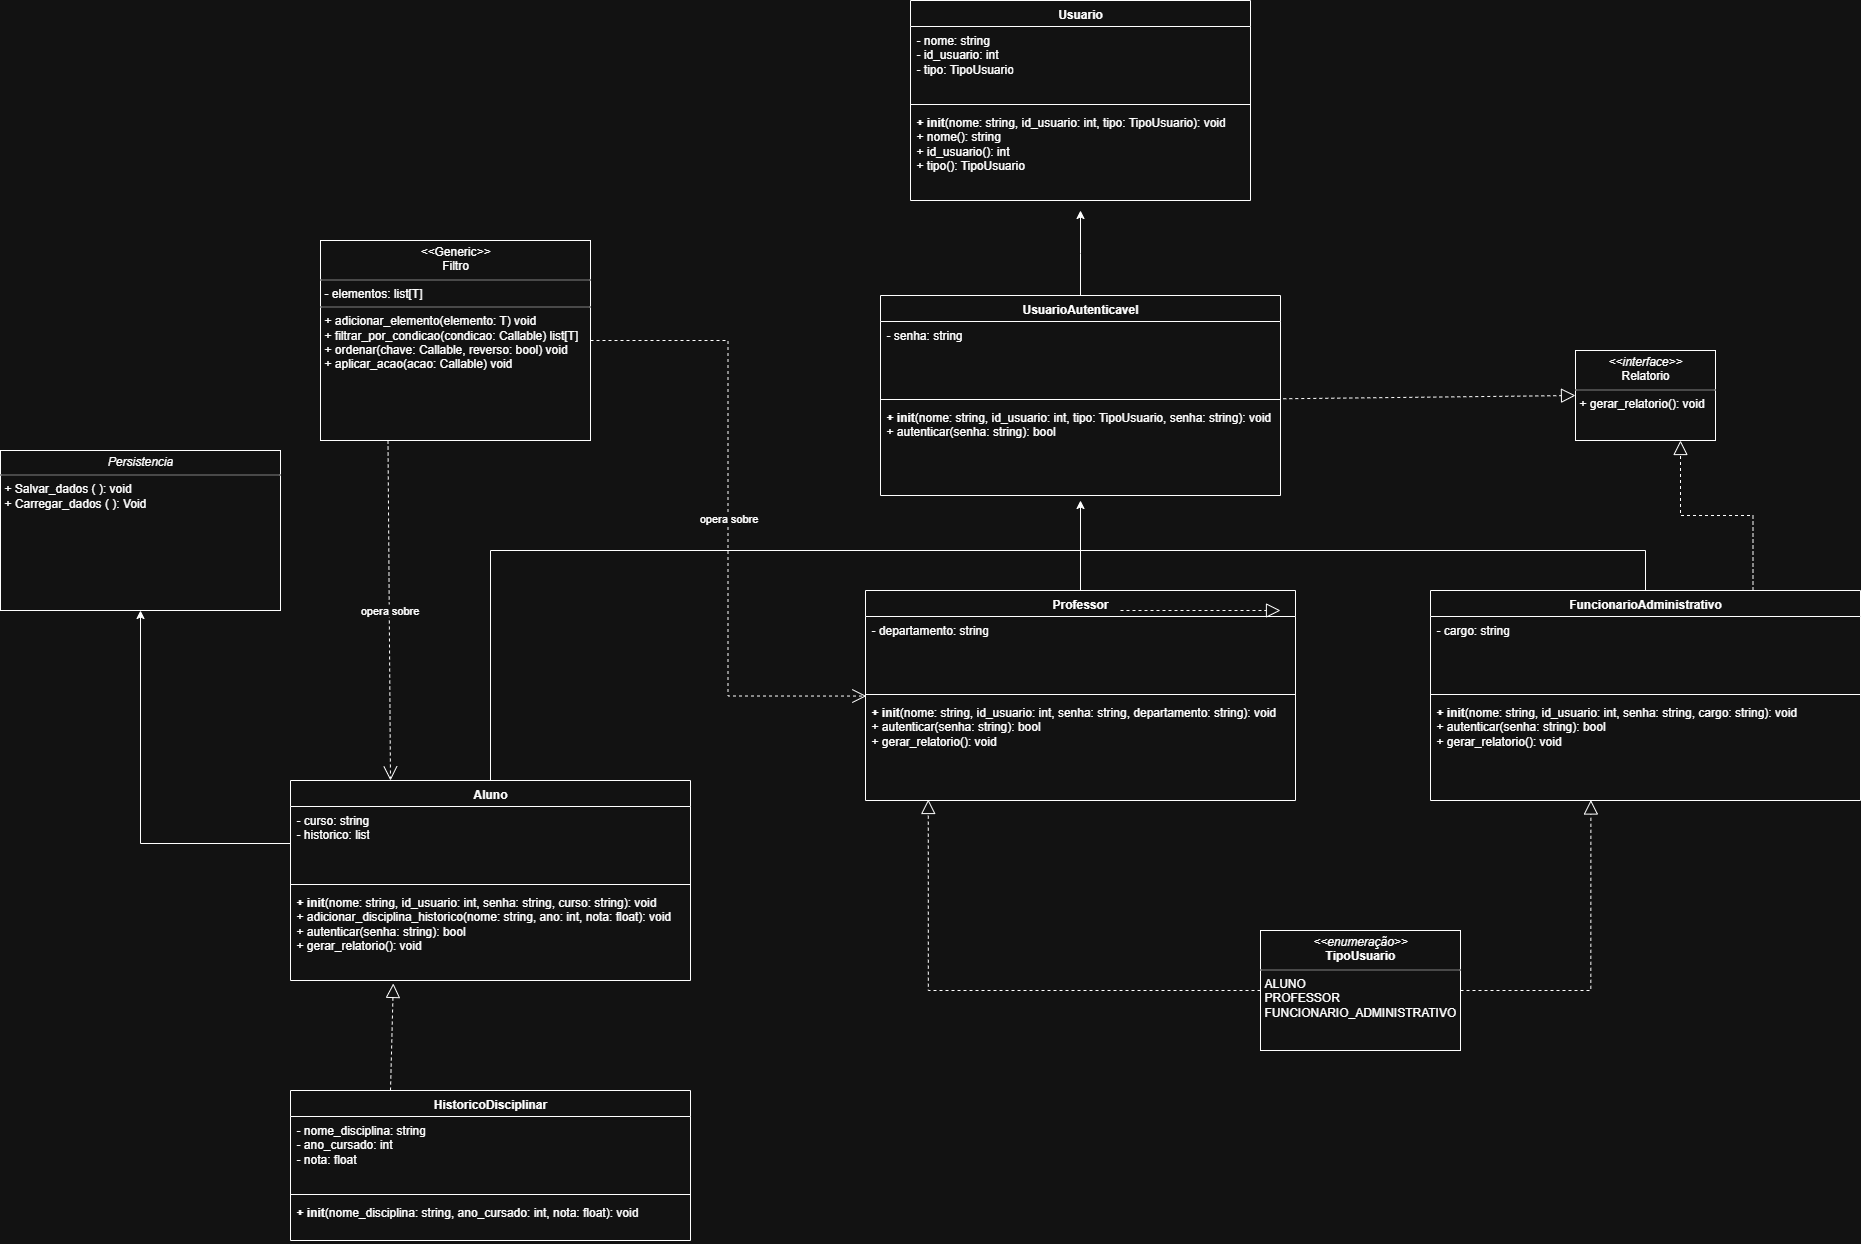 Usuario
- nome: string
- id_usuario: int
- tipo: TipoUsuario
+ init(nome: string, id_usuario: int, tipo: TipoUsuario): void
+ nome(): string
+ id_usuario(): int
+ tipo(): TipoUsuario
<<Generic>>
Filtro
- elementos: list[T]
+ adicionar_elemento(elemento: T) void
+ filtrar_por_condicao(condicao: Callable) list[T]
+ ordenar(chave: Callable, reverso: bool) void
+ aplicar_acao(acao: Callable) void
UsuarioAutenticavel
- senha: string
+ init(nome: string, id_usuario: int, tipo: TipoUsuario, senha: string): void
+ autenticar(senha: string): bool
<<interface>>
Relatorio
+ gerar_relatorio(): void
Persistencia
+ Salvar_dados ( ): void
+ Carregar_dados ( ): Void
opera sobre
opera sobre
Professor
- departamento: string
+ init(nome: string, id_usuario: int, senha: string, departamento: string): void
+ autenticar(senha: string): bool
+ gerar_relatorio(): void
FuncionarioAdministrativo
- cargo: string
+ init(nome: string, id_usuario: int, senha: string, cargo: string): void
+ autenticar(senha: string): bool
+ gerar_relatorio(): void
Aluno
- curso: string
- historico: list
+ init(nome: string, id_usuario: int, senha: string, curso: string): void
+ adicionar_disciplina_historico(nome: string, ano: int, nota: float): void
+ autenticar(senha: string): bool
+ gerar_relatorio(): void
<<enumeração>>
TipoUsuario
ALUNO
PROFESSOR
FUNCIONARIO_ADMINISTRATIVO
HistoricoDisciplinar
- nome_disciplina: string
- ano_cursado: int
- nota: float
+ init(nome_disciplina: string, ano_cursado: int, nota: float): void